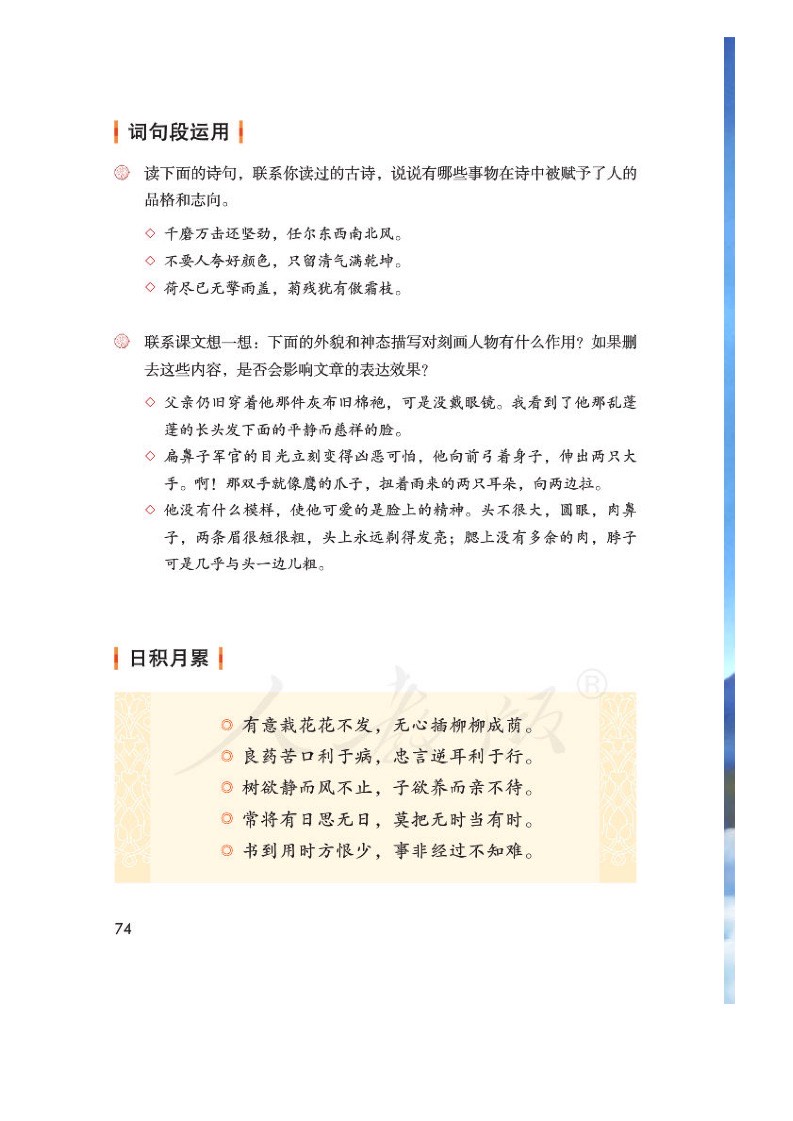 词句段运用
读下面的诗句，联系你读过的古诗，说说有哪些事物在诗中被赋予了人的
品格和志向。
千磨万击还坚劲，任尔东西南北风。
不要人夸好颜色，只留清气满乾坤。
荷尽已无擎雨盖，菊残犹有傲霜枝。
联系课文想一想：下面的外貌和神态描写对刻画人物有什么作用？如果删
去这些内容，是否会影响文章的表达效果？
父亲仍旧穿着他那件灰布旧棉袍，可是没戴眼镜。我看到了他那乱蓬
蓬的长头发下面的平静而慈祥的脸。
扁鼻子军官的目光立刻变得凶恶可怕，他向前弓着身子，伸出两只大
手。啊！那双手就像鹰的爪子，扭着雨来的两只耳朵，向两边拉。
他没有什么模样，使他可爱的是脸上的精神。头不很大，圆眼，肉鼻
子，两条眉很短很粗，头上永远剃得发亮；腮上没有多余的肉，脖子
可是几乎与头一边儿粗。
日积月累
有意栽花花不发，无心插柳柳成荫。
良药苦口利于病，忠言逆耳利于行。
树欲静而风不止，子欲养而亲不待。
常将有日思无日，莫把无时当有时。
书到用时方恨少，事非经过不知难。
人教版®
74